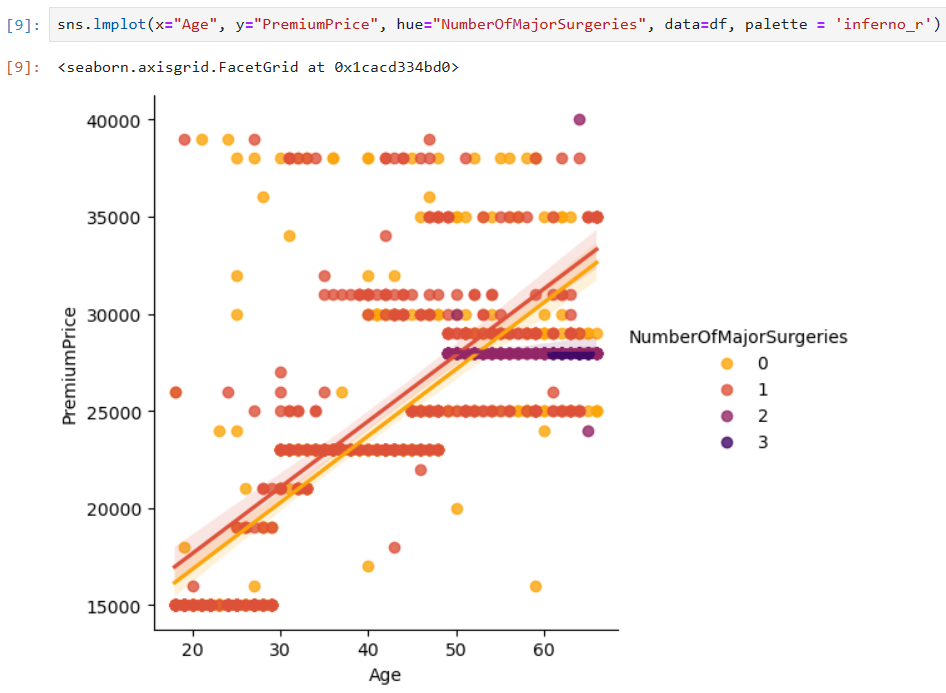 [9]: sns.lmplot(x="Age", y="PremiumPrice", hue="NumberOfMajorSurgeries", data=df, palette = 'inferno_r')
[9]: <seaborn.axisgrid.FacetGrid at 0x1cacd334bd0>
40000
35000
30000
25000
20000
15000
PremiumPrice
20 30 40 50 60
Age
NumberOfMajorSurgeries
0
1
2
3